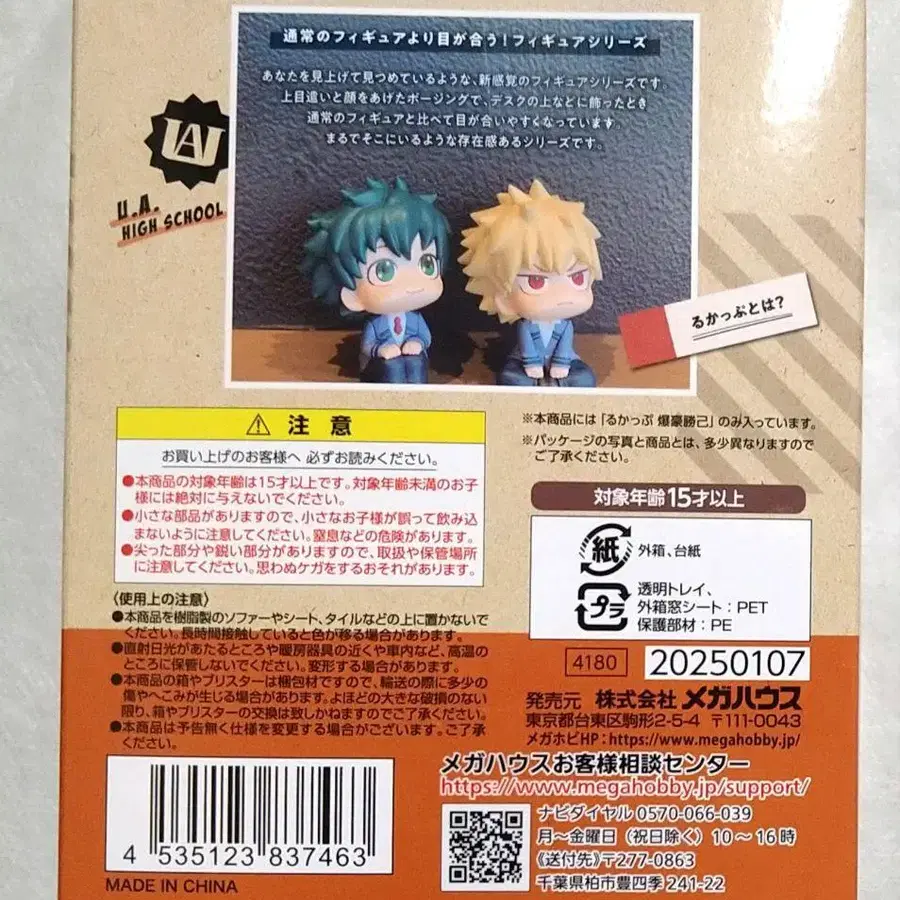 通常のフィギュアより目が合う!フィギュアシリーズ
あなたを見上げて見つめているような、新感覚のフィギュアシリーズです。
上目遣いと顔をあげたポージングで、デスクの上などに飾ったとき
通常のフィギュアと比べて目が合いやすくなっています。
まるでそこにいるような存在感あるシリーズです。
UA
U.A.
HIGH SCHOOL
るかっぷとは?
⚠ 注意
お買い上げのお客様へ 必ずお読みください。
●本商品の対象年齢は15才以上です。対象年齢未満のお子
様には絶対に与えないでください。
●小さな部品がありますので、小さなお子様が誤って飲み込
まないように注意してください。窒息などの危険があります。
●尖った部分や鋭い部分がありますので、取扱や保管場所
に注意してください。思わぬケガをするおそれがあります。
〈使用上の注意〉
●本商品を樹脂製のソファーやシート、タイルなどの上に置かないで
ください。長時間接触していると色が移る場合があります。
●直射日光があたるところや暖房器具の近くや車内など、高温の
ところに保管しないでください。変形する場合があります。
●本商品の箱やブリスターは梱包材ですので、輸送の際に多少の
傷やへこみが生じる場合があります。よほどの大きな破損のない
限り、箱やブリスターの交換は致しかねますのでご了承ください。
●本商品は予告無く仕様を変更する場合がございます。ご了承
ください。
4 535123 837463
MADE IN CHINA
※本商品には「るかっぷ 爆豪勝己」のみ入っています。
※パッケージの写真と商品とは、多少異なりますので
ご了承ください。
対象年齢15才以上
紙 外箱、台紙
プラ 透明トレイ、
外箱窓シート:PET
保護部材:PE
4180 20250107
発売元 株式会社 メガハウス
東京都台東区駒形2-5-4 〒111-0043
メガホビHP:https://www.megahobby.jp/
メガハウスお客様相談センター
https://www.megahobby.jp/support/
ナビダイヤル 0570-066-039
月〜金曜日(祝日除く)10〜16時
《送付先》〒277-0863
千葉県柏市豊四季241-22